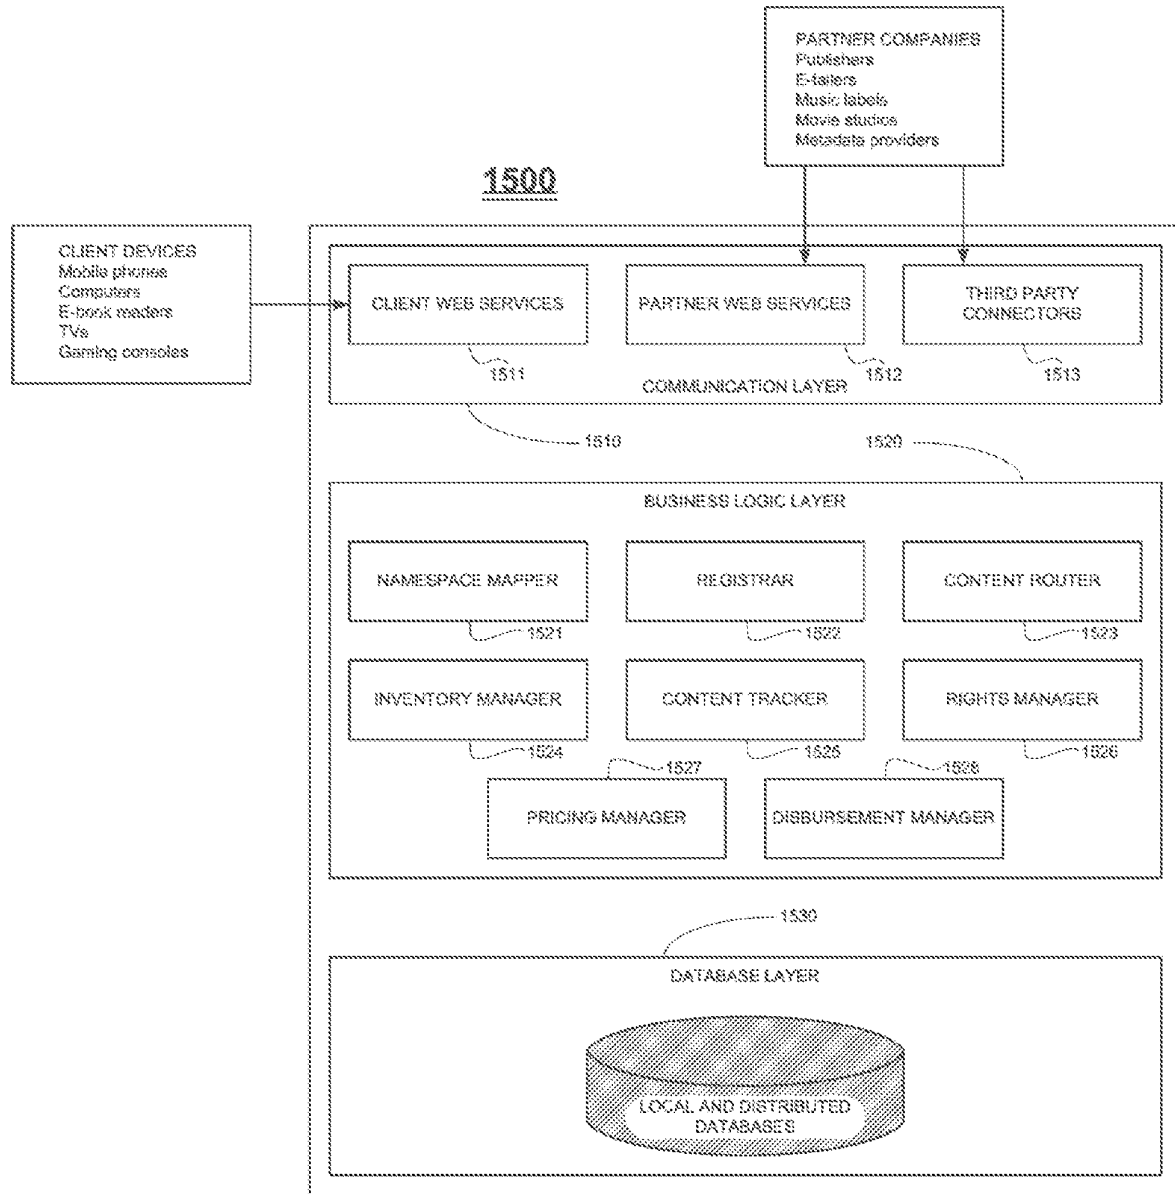 PARTNER COMPANIES
Publishers
E-tailers
Music labels
Movie studios
Metadata providers
1500
CLIENT DEVICES
Mobile phones
Computers
E-book readers
TVs
Gaming consoles
CLIENT WEB SERVICES
PARTNER WEB SERVICES
THIRD PARTY
CONNECTORS
1511
1512
1513
COMMUNICATION LAYER
1510
1520
BUSINESS LOGIC LAYER
NAMESPACE MAPPER
REGISTRAR
CONTENT ROUTER
1521
1522
1523
INVENTORY MANAGER
CONTENT TRACKER
RIGHTS MANAGER
1524
1525
1526
1527
1528
PRICING MANAGER
DISBURSEMENT MANAGER
1530
DATABASE LAYER
LOCAL AND DISTRIBUTED
DATABASES